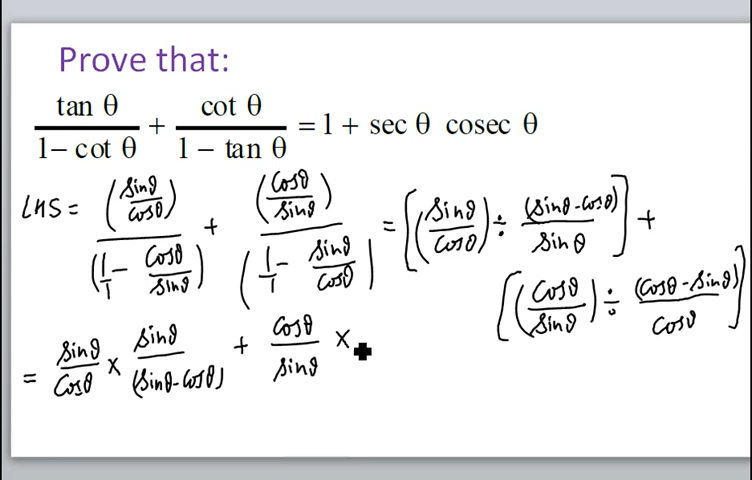 Prove that:
tan θ / 1− cot θ + cot θ / 1 − tan θ = 1 + sec θ cosec θ
LHS = (sinθ/cosθ) / (1/1 − cosθ/sinθ) + (cosθ/sinθ) / (1/1 − sinθ/cosθ) = [(sinθ/cosθ) ÷ (sinθ-cosθ)/sinθ] +
[(cosθ/sinθ) ÷ (cosθ-sinθ)/cosθ]
= sinθ/cosθ × sinθ/(sinθ-cosθ) + cosθ/sinθ ×